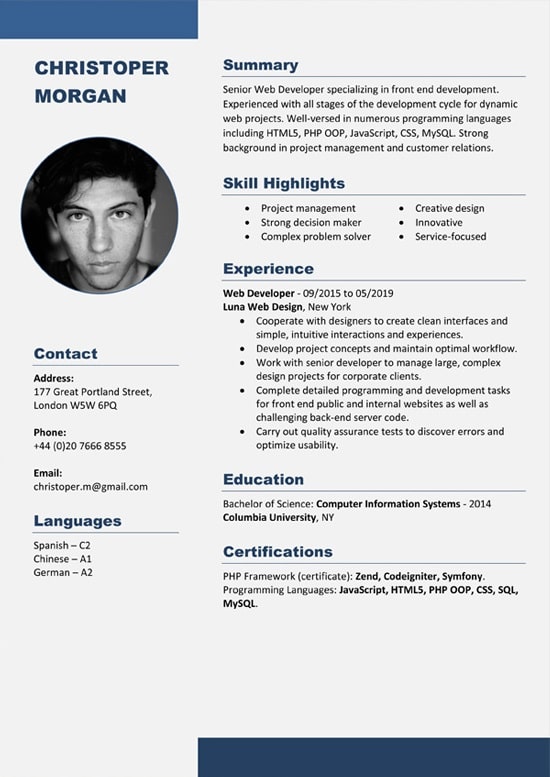 CHRISTOPER
MORGAN
Contact
Address:
177 Great Portland Street,
London W5W 6PQ
Phone:
+44 (0)20 7666 8555
Email:
christoper.m@gmail.com
Languages
Spanish – C2
Chinese – A1
German – A2
Summary
Senior Web Developer specializing in front end development.
Experienced with all stages of the development cycle for dynamic
web projects. Well-versed in numerous programming languages
including HTML5, PHP OOP, JavaScript, CSS, MySQL. Strong
background in project management and customer relations.
Skill Highlights
• Project management
• Strong decision maker
• Complex problem solver
• Creative design
• Innovative
• Service-focused
Experience
Web Developer - 09/2015 to 05/2019
Luna Web Design, New York
• Cooperate with designers to create clean interfaces and
simple, intuitive interactions and experiences.
• Develop project concepts and maintain optimal workflow.
• Work with senior developer to manage large, complex
design projects for corporate clients.
• Complete detailed programming and development tasks
for front end public and internal websites as well as
challenging back-end server code.
• Carry out quality assurance tests to discover errors and
optimize usability.
Education
Bachelor of Science: Computer Information Systems - 2014
Columbia University, NY
Certifications
PHP Framework (certificate): Zend, Codeigniter, Symfony.
Programming Languages: JavaScript, HTML5, PHP OOP, CSS, SQL,
MySQL.